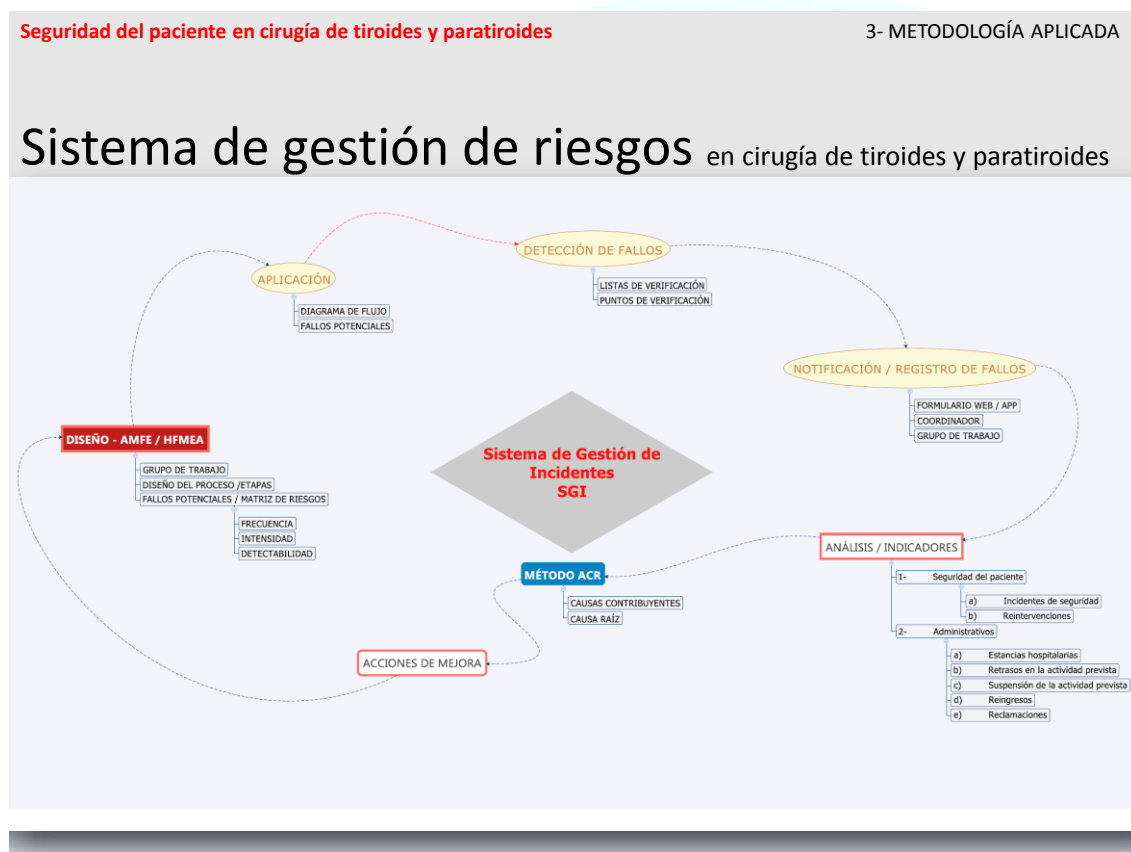 Seguridad del paciente en cirugía de tiroides y paratiroides
3- METODOLOGÍA APLICADA
Sistema de gestión de riesgos en cirugía de tiroides y paratiroides
DETECCIÓN DE FALLOS
LISTAS DE VERIFICACIÓN
PUNTOS DE VERIFICACIÓN
APLICACIÓN
DIAGRAMA DE FLUJO
FALLOS POTENCIALES
NOTIFICACIÓN / REGISTRO DE FALLOS
FORMULARIO WEB / APP
COORDINADOR
GRUPO DE TRABAJO
DISEÑO - AMFE / HFMEA
GRUPO DE TRABAJO
DISEÑO DEL PROCESO /ETAPAS
FALLOS POTENCIALES / MATRIZ DE RIESGOS
FRECUENCIA
INTENSIDAD
DETECTABILIDAD
Sistema de Gestión de
Incidentes
SGI
ANÁLISIS / INDICADORES
1- Seguridad del paciente
a) Incidentes de seguridad
b) Reintervenciones
2- Administrativos
a) Estancias hospitalarias
b) Retrasos en la actividad prevista
c) Suspensión de la actividad prevista
d) Reingresos
e) Reclamaciones
MÉTODO ACR
CAUSAS CONTRIBUYENTES
CAUSA RAÍZ
ACCIONES DE MEJORA